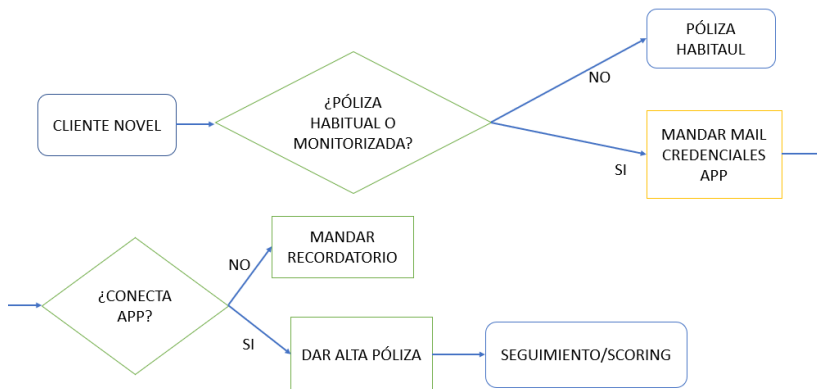 CLIENTE NOVEL
¿PÓLIZA
HABITUAL O
MONITORIZADA?
NO
PÓLIZA
HABITAUL
SI
MANDAR MAIL
CREDENCIALES
APP
¿CONECTA
APP?
NO
MANDAR
RECORDATORIO
SI
DAR ALTA PÓLIZA
SEGUIMIENTO/SCORING